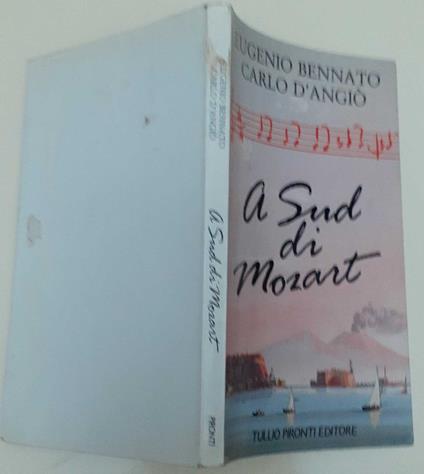 EUGENIO BENNATO
CARLO D'ANGIÒ
A Sud
di
Mozart
TULLIO PIRONTI EDITORE
EUGENIO BENNATO
CARLO D'ANGIÒ
A Sud di Mozart
PIRONTI